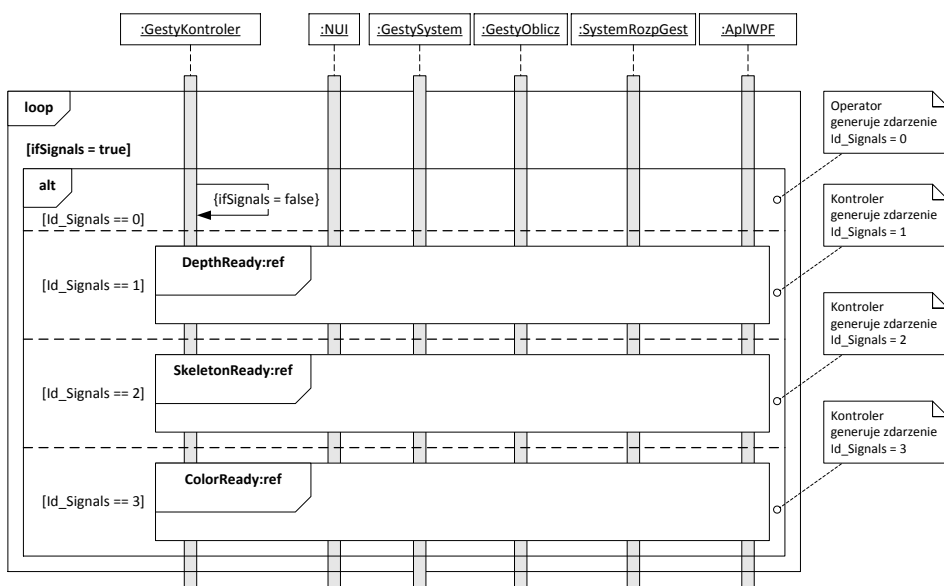 :GestyKontroler :NUI :GestySystem :GestyOblicz :SystemRozpGest :AplWPF
loop
[ifSignals = true]
Operator
generuje zdarzenie
Id_Signals = 0
alt
{ifSignals = false}
[Id_Signals == 0]
Kontroler
generuje zdarzenie
Id_Signals = 1
DepthReady:ref
[Id_Signals == 1]
Kontroler
generuje zdarzenie
Id_Signals = 2
SkeletonReady:ref
[Id_Signals == 2]
Kontroler
generuje zdarzenie
Id_Signals = 3
ColorReady:ref
[Id_Signals == 3]